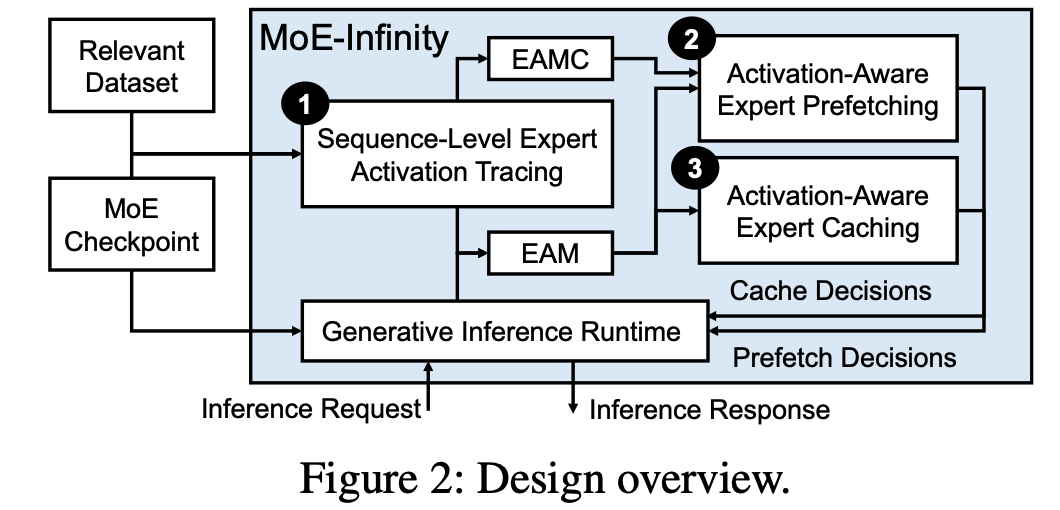 Relevant
Dataset
MoE
Checkpoint
MoE-Infinity
1
Sequence-Level Expert
Activation Tracing
EAMC
EAM
2
Activation-Aware
Expert Prefetching
3
Activation-Aware
Expert Caching
Cache Decisions
Generative Inference Runtime
Prefetch Decisions
Inference Request
Inference Response
Figure 2: Design overview.